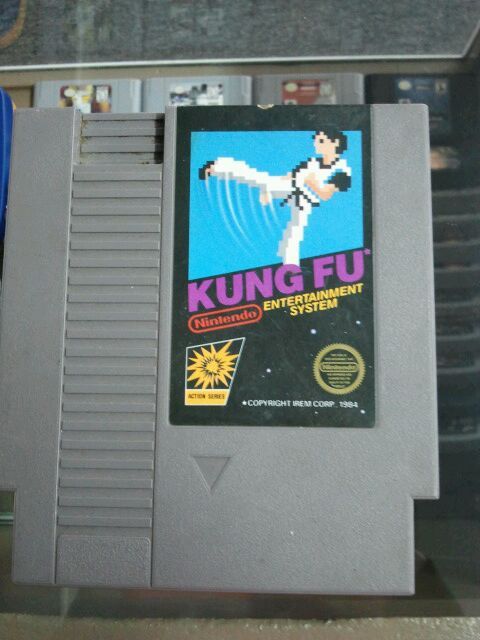 KUNG FU*
Nintendo
ENTERTAINMENT
SYSTEM
ACTION SERIES
Nintendo
*COPYRIGHT IREM CORP. 1984